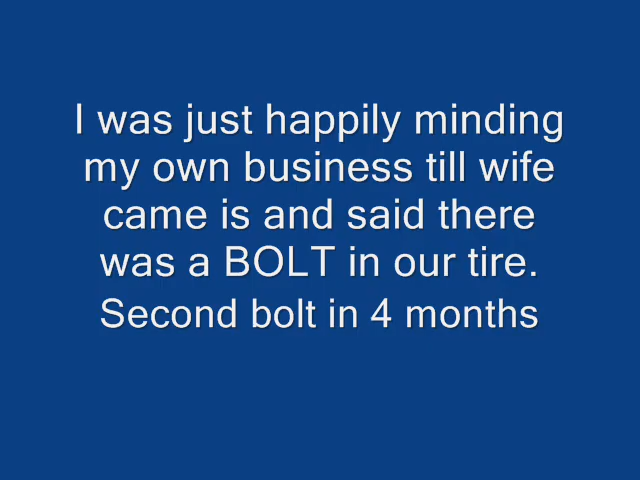 I was just happily minding
my own business till wife
came is and said there
was a BOLT in our tire.
Second bolt in 4 months